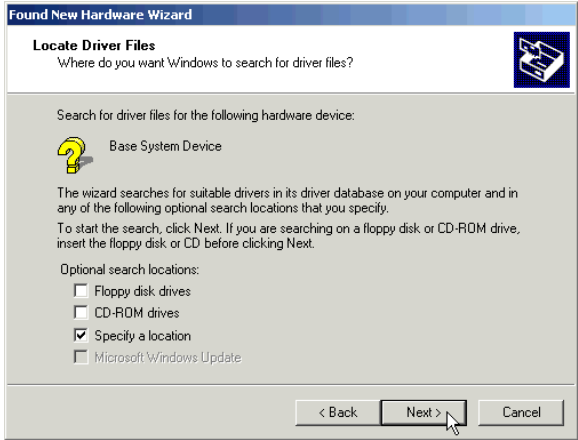 Found New Hardware Wizard
Locate Driver Files
Where do you want Windows to search for driver files?
Search for driver files for the following hardware device:
Base System Device
The wizard searches for suitable drivers in its driver database on your computer and in
any of the following optional search locations that you specify.
To start the search, click Next. If you are searching on a floppy disk or CD-ROM drive,
insert the floppy disk or CD before clicking Next.
Optional search locations:
Floppy disk drives
CD-ROM drives
Specify a location
Microsoft Windows Update
< Back Next > Cancel